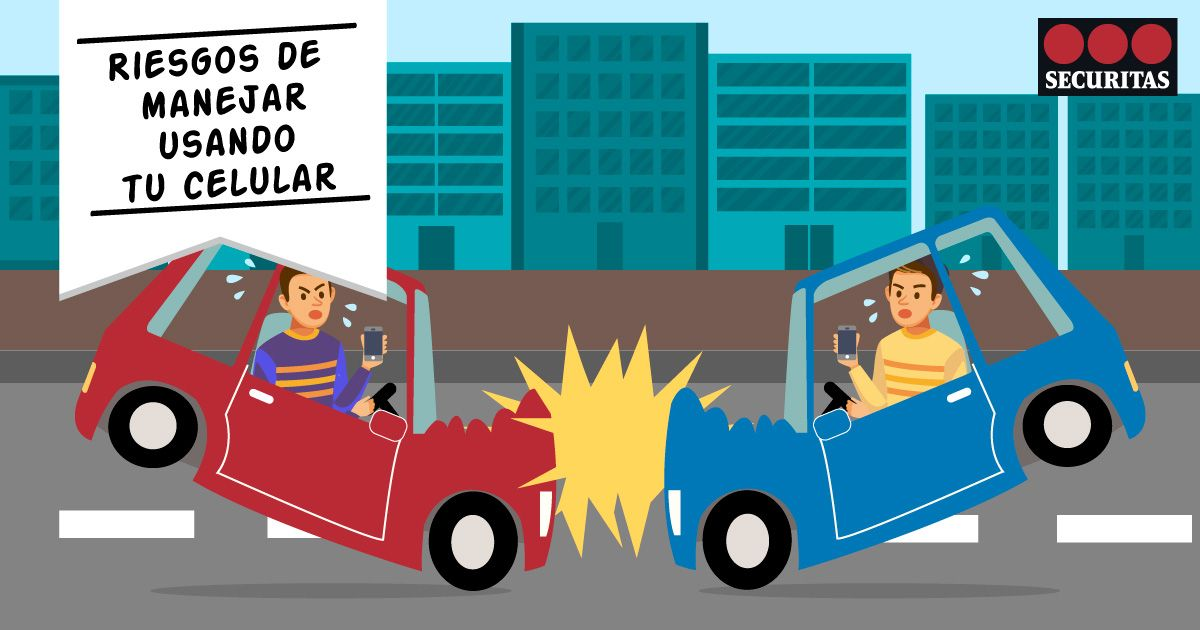 RIESGOS DE
MANEJAR
USANDO
TU CELULAR
SECURITAS